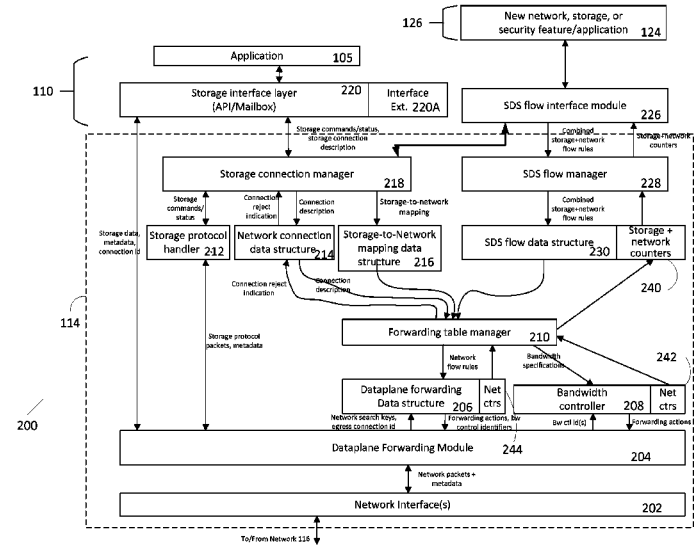 126
New network, storage, or
security feature/application 124
Application 105
110
Storage interface layer 220
(API/Mailbox)
Interface
Ext. 220A
SDS flow interface module 226
Storage commands/status,
storage connection
description
Combined
storage+network
flow rules
Storage+network
counters
Storage connection manager
218
SDS flow manager
228
Storage
commands/
status
Connection
reject
indication
Connection
description
Storage-to-network
mapping
Combined
storage+network
flow rules
Storage data,
metadata,
connection id
Storage protocol
handler 212
Network connection
data structure 214
Storage-to-Network
mapping data
structure 216
SDS flow data structure
230
Storage +
network
counters
240
Connection reject
indication
Connection
description
114
Forwarding table manager 210
Storage protocol
packets, metadata
Network
flow rules
Bandwidth
specifications
242
Dataplane forwarding
Data structure 206
Net
ctrs
Bandwidth
controller 208
Net
ctrs
200
Network search keys,
egress connection id
Forwarding actions, bw
control identifiers
Bw ctl id(s)
Forwarding actions
244
Dataplane Forwarding Module
204
Network packets +
metadata
Network Interface(s)
202
To/From Network 116